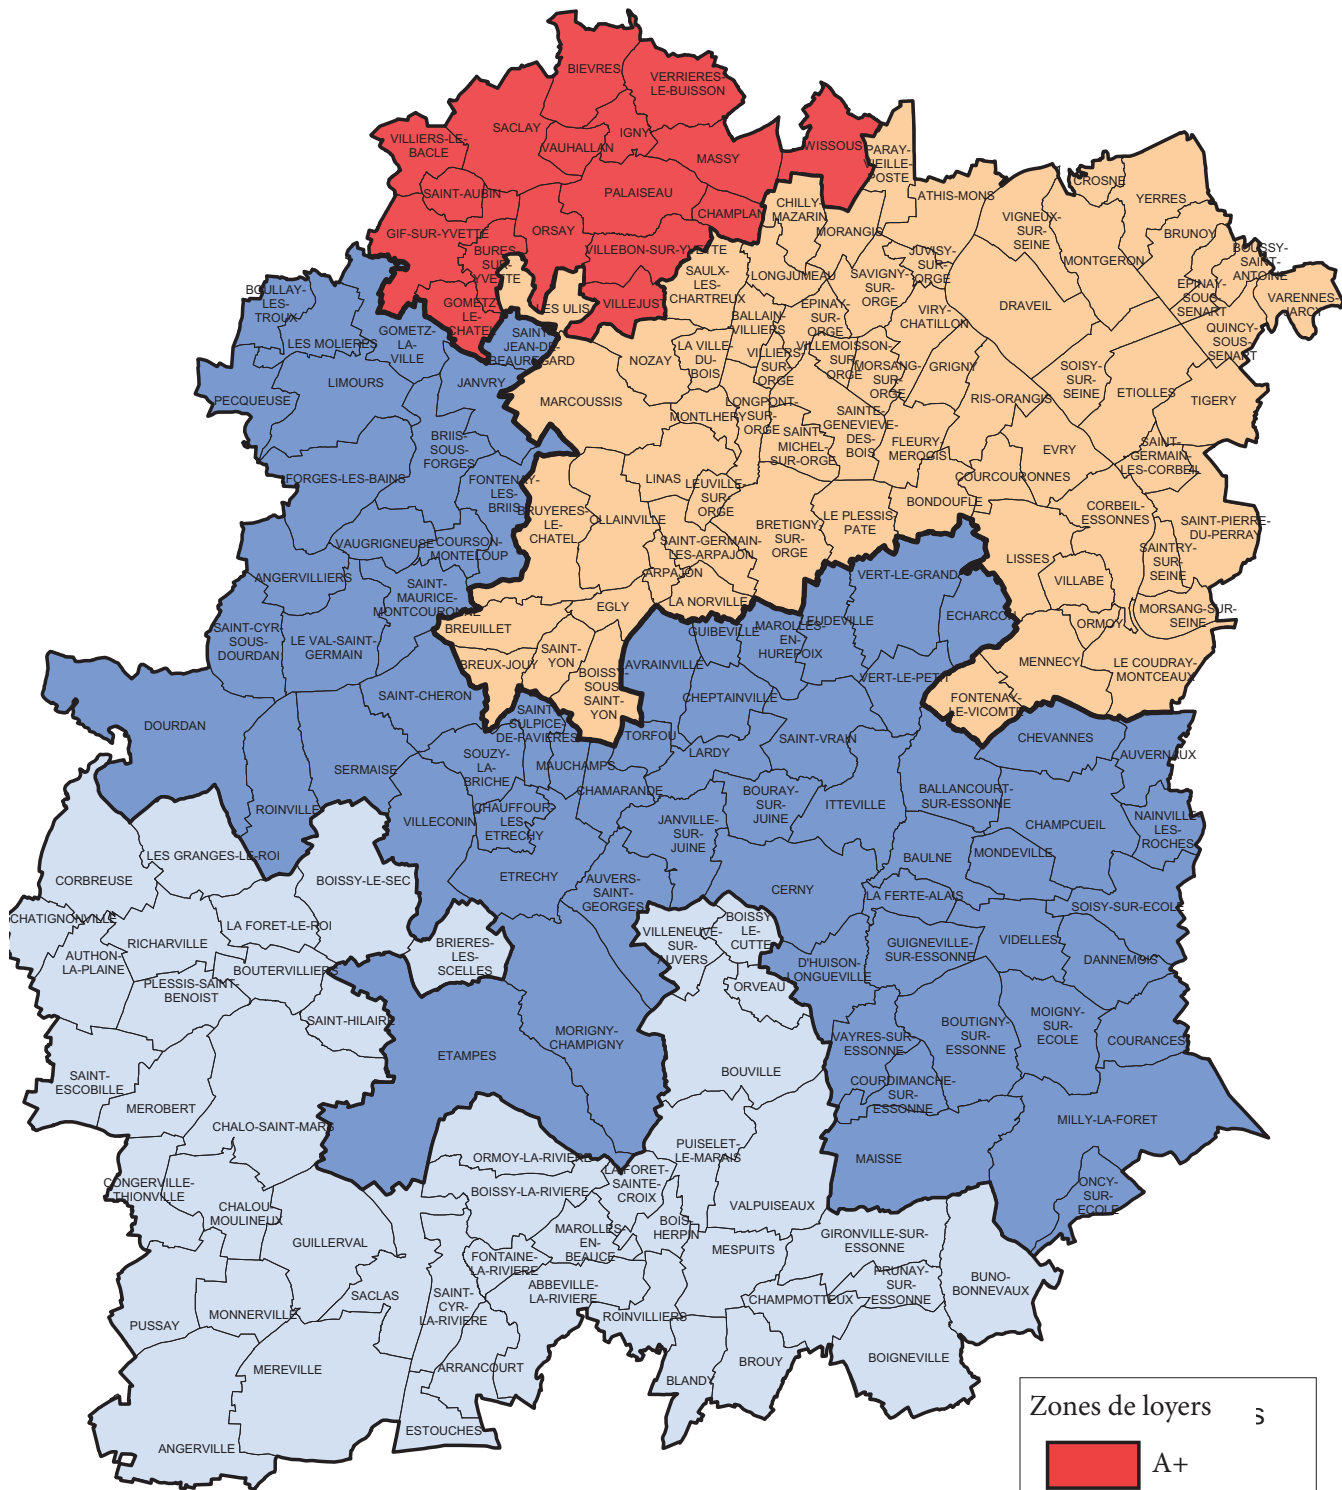 BIEVRES
VERRIERES-
LE-BUISSON
SACLAY
IGNY
VILLIERS-LE-
BACLE
VAUHALLAN
MASSY
WISSOUS
PARAY-
VIEILLE-
POSTE
SAINT-AUBIN
PALAISEAU
CHAMPLAN
CHILLY-
MAZARIN
ATHIS-MONS
CROSNE
YERRES
GIF-SUR-YVETTE
ORSAY
MORANGIS
VIGNEUX-
SUR-
SEINE
BRUNOY
BURES-
SUR-
YVETTE
VILLEBON-SUR-YVETTE
JUVISY-
SUR-
ORGE
MONTGERON
BOUSSY-
SAINT-
ANTOINE
SAULX-
LES-
CHARTREUX
LONGJUMEAU
SAVIGNY-
SUR-
ORGE
EPINAY-
SOUS-
SENART
VARENNES-
JARCY
BOULLAY-
LES-
TROUX
GOMETZ-
LE-
CHATEL
LES ULIS
VILLEJUST
EPINAY-
SUR-
ORGE
VIRY-
CHATILLON
DRAVEIL
QUINCY-
SOUS-
SENART
LES MOLIERES
GOMETZ-
LA-
VILLE
SAINT-
JEAN-DE-
BEAUREGARD
BALLAIN-
VILLIERS
NOZAY
LA VILLE-
DU-
BOIS
VILLIERS-
SUR-
ORGE
VILLEMOISSON-
SUR-
ORGE
MORSANG-
SUR-
ORGE
GRIGNY
SOISY-
SUR-
SEINE
ETIOLLES
TIGERY
LIMOURS
JANVRY
PECQUEUSE
MARCOUSSIS
MONTLHERY
LONGPONT-
SUR-
ORGE
RIS-ORANGIS
SAINTE-
GENEVIEVE-
DES-
BOIS
BRIIS-
SOUS-
FORGES
SAINT-
MICHEL-
SUR-ORGE
FLEURY-
MEROGIS
EVRY
SAINT-
GERMAIN-
LES-CORBEIL
FORGES-LES-BAINS
FONTENAY-
LES-
BRIIS
LINAS
LEUVILLE-
SUR-
ORGE
COURCOURONNES
BONDOUFLE
CORBEIL-
ESSONNES
BRUYERES-
LE-
CHATEL
OLLAINVILLE
BRETIGNY-
SUR-
ORGE
LE PLESSIS-
PATE
SAINT-PIERRE-
DU-PERRAY
VAUGRIGNEUSE
COURSON-
MONTELOUP
SAINT-GERMAIN-
LES-ARPAJON
LISSES
SAINTRY-
SUR-
SEINE
ANGERVILLIERS
SAINT-
MAURICE-
MONTCOURONNE
ARPAJON
VERT-LE-GRAND
VILLABE
EGLY
LA NORVILLE
ECHARCON
MORSANG-SUR-
SEINE
SAINT-CYR-
SOUS-
DOURDAN
LE VAL-SAINT-
GERMAIN
BREUILLET
GUIBEVILLE
MAROLLES-
EN-
HUREPOIX
LEUDEVILLE
ORMOY
BREUX-JOUY
SAINT-
YON
BOISSY-
SOUS-
SAINT-
YON
AVRAINVILLE
VERT-LE-PETIT
MENNECY
LE COUDRAY-
MONTCEAUX
SAINT-CHERON
CHEPTAINVILLE
FONTENAY-
LE-VICOMTE
DOURDAN
SAINT-
SULPICE-
DE-FAVIERES
TORFOU
SAINT-VRAIN
CHEVANNES
AUVERNAUX
SERMAISE
SOUZY-
LA-
BRICHE
MAUCHAMPS
LARDY
CHAMARANDE
BOURAY-
SUR-
JUINE
ITTEVILLE
BALLANCOURT-
SUR-ESSONNE
ROINVILLE
VILLECONIN
CHAUFFOUR-
LES-
ETRECHY
JANVILLE-
SUR-
JUINE
CHAMPCUEIL
NAINVILLE-
LES-
ROCHES
LES GRANGES-LE-ROI
BAULNE
MONDEVILLE
CORBREUSE
BOISSY-LE-SEC
ETRECHY
AUVERS-
SAINT-
GEORGES
CERNY
LA FERTE-ALAIS
SOISY-SUR-ECOLE
CHATIGNONVILLE
LA FORET-LE-ROI
VILLENEUVE-
SUR-
AUVERS
BOISSY-
LE-
CUTTE
RICHARVILLE
BRIERES-
LES-
SCELLES
GUIGNEVILLE-
SUR-ESSONNE
VIDELLES
AUTHON-
LA-PLAINE
BOUTERVILLIERS
D'HUISON-
LONGUEVILLE
DANNEMOIS
PLESSIS-SAINT-
BENOIST
ORVEAU
SAINT-HILAIRE
MORIGNY-
CHAMPIGNY
VAYRES-SUR-
ESSONNE
BOUTIGNY-
SUR-
ESSONNE
MOIGNY-
SUR-
ECOLE
COURANCES
ETAMPES
SAINT-
ESCOBILLE
BOUVILLE
COURDIMANCHE-
SUR-
ESSONNE
MEROBERT
CHALO-SAINT-MARS
MILLY-LA-FORET
PUISELET-
LE-MARAIS
MAISSE
ORMOY-LA-RIVIERE
CONGERVILLE-
THIONVILLE
BOISSY-LA-RIVIERE
LA FORET-
SAINTE-
CROIX
ONCY-
SUR-
ECOLE
CHALOU-
MOULINEUX
VALPUISEAUX
GUILLERVAL
MAROLLES-
EN-
BEAUCE
BOIS-
HERPIN
MESPUITS
GIRONVILLE-SUR-
ESSONNE
FONTAINE-
LA-RIVIERE
PRUNAY-
SUR-
ESSONNE
BUNO-
BONNEVAUX
SACLAS
SAINT-
CYR-
LA-RIVIERE
ABBEVILLE-
LA-RIVIERE
CHAMPMOTTEUX
PUSSAY
MONNERVILLE
ROINVILLIERS
MEREVILLE
ARRANCOURT
BLANDY
BROUY
BOIGNEVILLE
ANGERVILLE
ESTOUCHES
Zones de loyers
s
A+